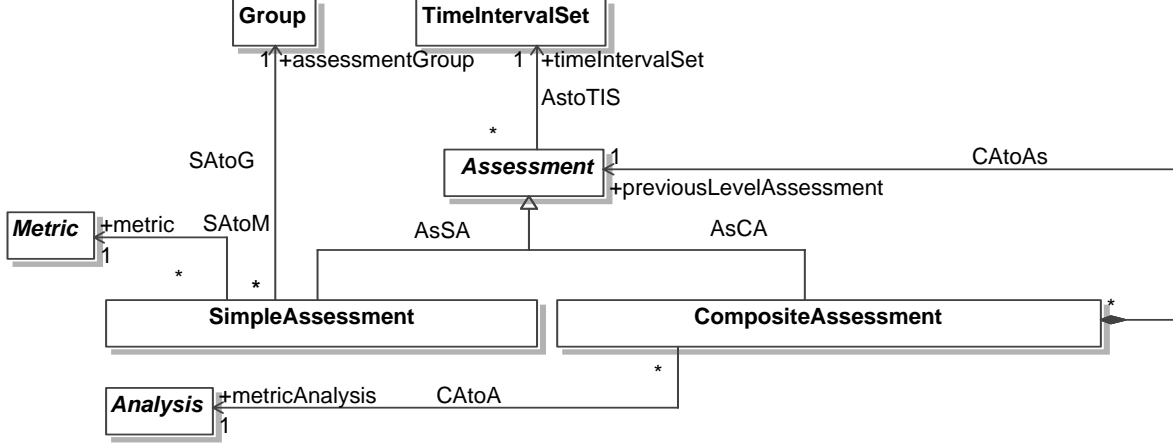 Group
TimeIntervalSet
1
+assessmentGroup
1
+timeIntervalSet
AstoTIS
*
SAtoG
Assessment
1
CAtoAs
+previousLevelAssessment
Metric
+metric
SAtoM
1
AsSA
AsCA
*
*
SimpleAssessment
CompositeAssessment
*
*
Analysis
+metricAnalysis
CAtoA
1